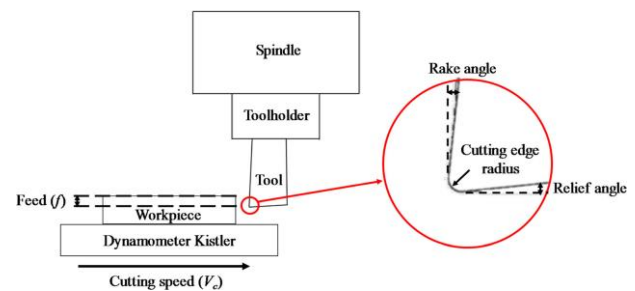 Spindle
Rake angle
Toolholder
Cutting edge
radius
Tool
Feed (f)
Relief angle
Workpiece
Dynamometer Kistler
Cutting speed (Vc)